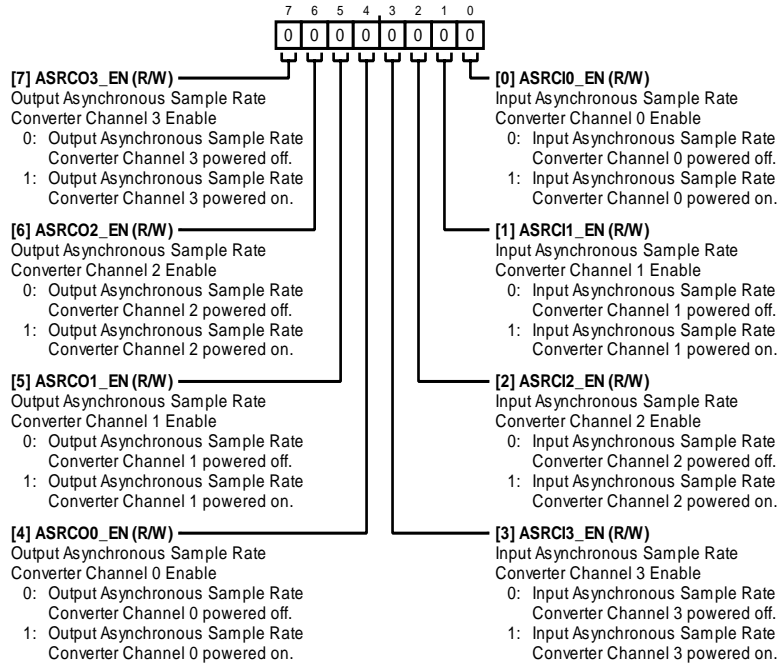 7 6 5 4 3 2 1 0
0 0 0 0 0 0 0 0
[7] ASRCO3_EN (R/W)
Output Asynchronous Sample Rate
Converter Channel 3 Enable
0: Output Asynchronous Sample Rate
Converter Channel 3 powered off.
1: Output Asynchronous Sample Rate
Converter Channel 3 powered on.
[6] ASRCO2_EN (R/W)
Output Asynchronous Sample Rate
Converter Channel 2 Enable
0: Output Asynchronous Sample Rate
Converter Channel 2 powered off.
1: Output Asynchronous Sample Rate
Converter Channel 2 powered on.
[5] ASRCO1_EN (R/W)
Output Asynchronous Sample Rate
Converter Channel 1 Enable
0: Output Asynchronous Sample Rate
Converter Channel 1 powered off.
1: Output Asynchronous Sample Rate
Converter Channel 1 powered on.
[4] ASRCO0_EN (R/W)
Output Asynchronous Sample Rate
Converter Channel 0 Enable
0: Output Asynchronous Sample Rate
Converter Channel 0 powered off.
1: Output Asynchronous Sample Rate
Converter Channel 0 powered on.
[0] ASRCI0_EN (R/W)
Input Asynchronous Sample Rate
Converter Channel 0 Enable
0: Input Asynchronous Sample Rate
Converter Channel 0 powered off.
1: Input Asynchronous Sample Rate
Converter Channel 0 powered on.
[1] ASRCI1_EN (R/W)
Input Asynchronous Sample Rate
Converter Channel 1 Enable
0: Input Asynchronous Sample Rate
Converter Channel 1 powered off.
1: Input Asynchronous Sample Rate
Converter Channel 1 powered on.
[2] ASRCI2_EN (R/W)
Input Asynchronous Sample Rate
Converter Channel 2 Enable
0: Input Asynchronous Sample Rate
Converter Channel 2 powered off.
1: Input Asynchronous Sample Rate
Converter Channel 2 powered on.
[3] ASRCI3_EN (R/W)
Input Asynchronous Sample Rate
Converter Channel 3 Enable
0: Input Asynchronous Sample Rate
Converter Channel 3 powered off.
1: Input Asynchronous Sample Rate
Converter Channel 3 powered on.